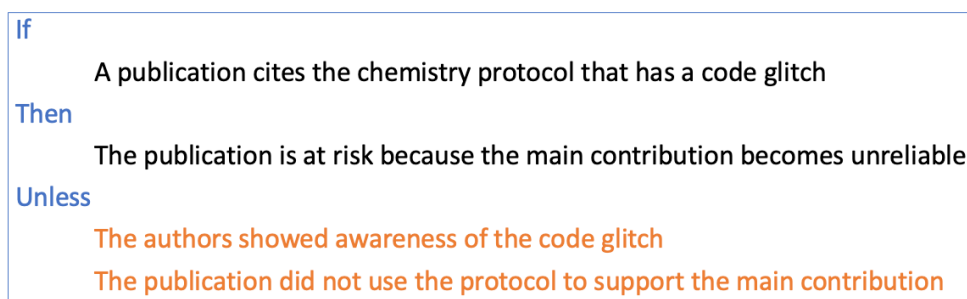 If
A publication cites the chemistry protocol that has a code glitch
Then
The publication is at risk because the main contribution becomes unreliable
Unless
The authors showed awareness of the code glitch
The publication did not use the protocol to support the main contribution